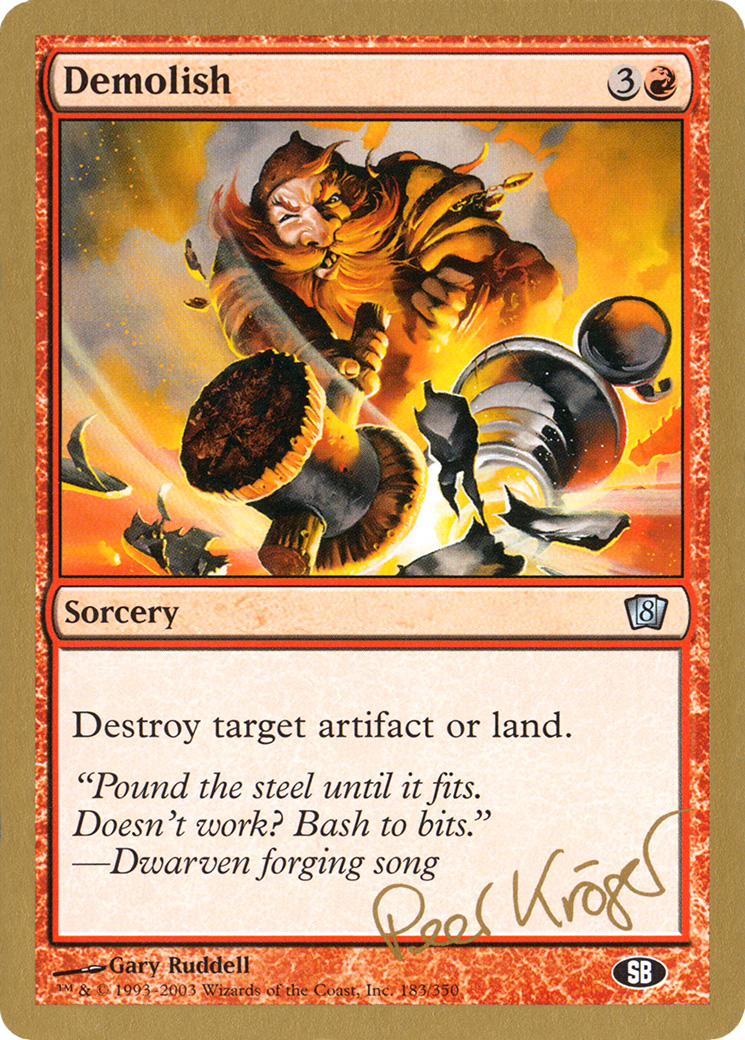 Demolish 3
Sorcery 8
Destroy target artifact or land.
“Pound the steel until it fits.
Doesn’t work? Bash to bits.”
—Dwarven forging song
Peer Kröger
Gary Ruddell
SB
™ & © 1993–2003 Wizards of the Coast, Inc. 183/350